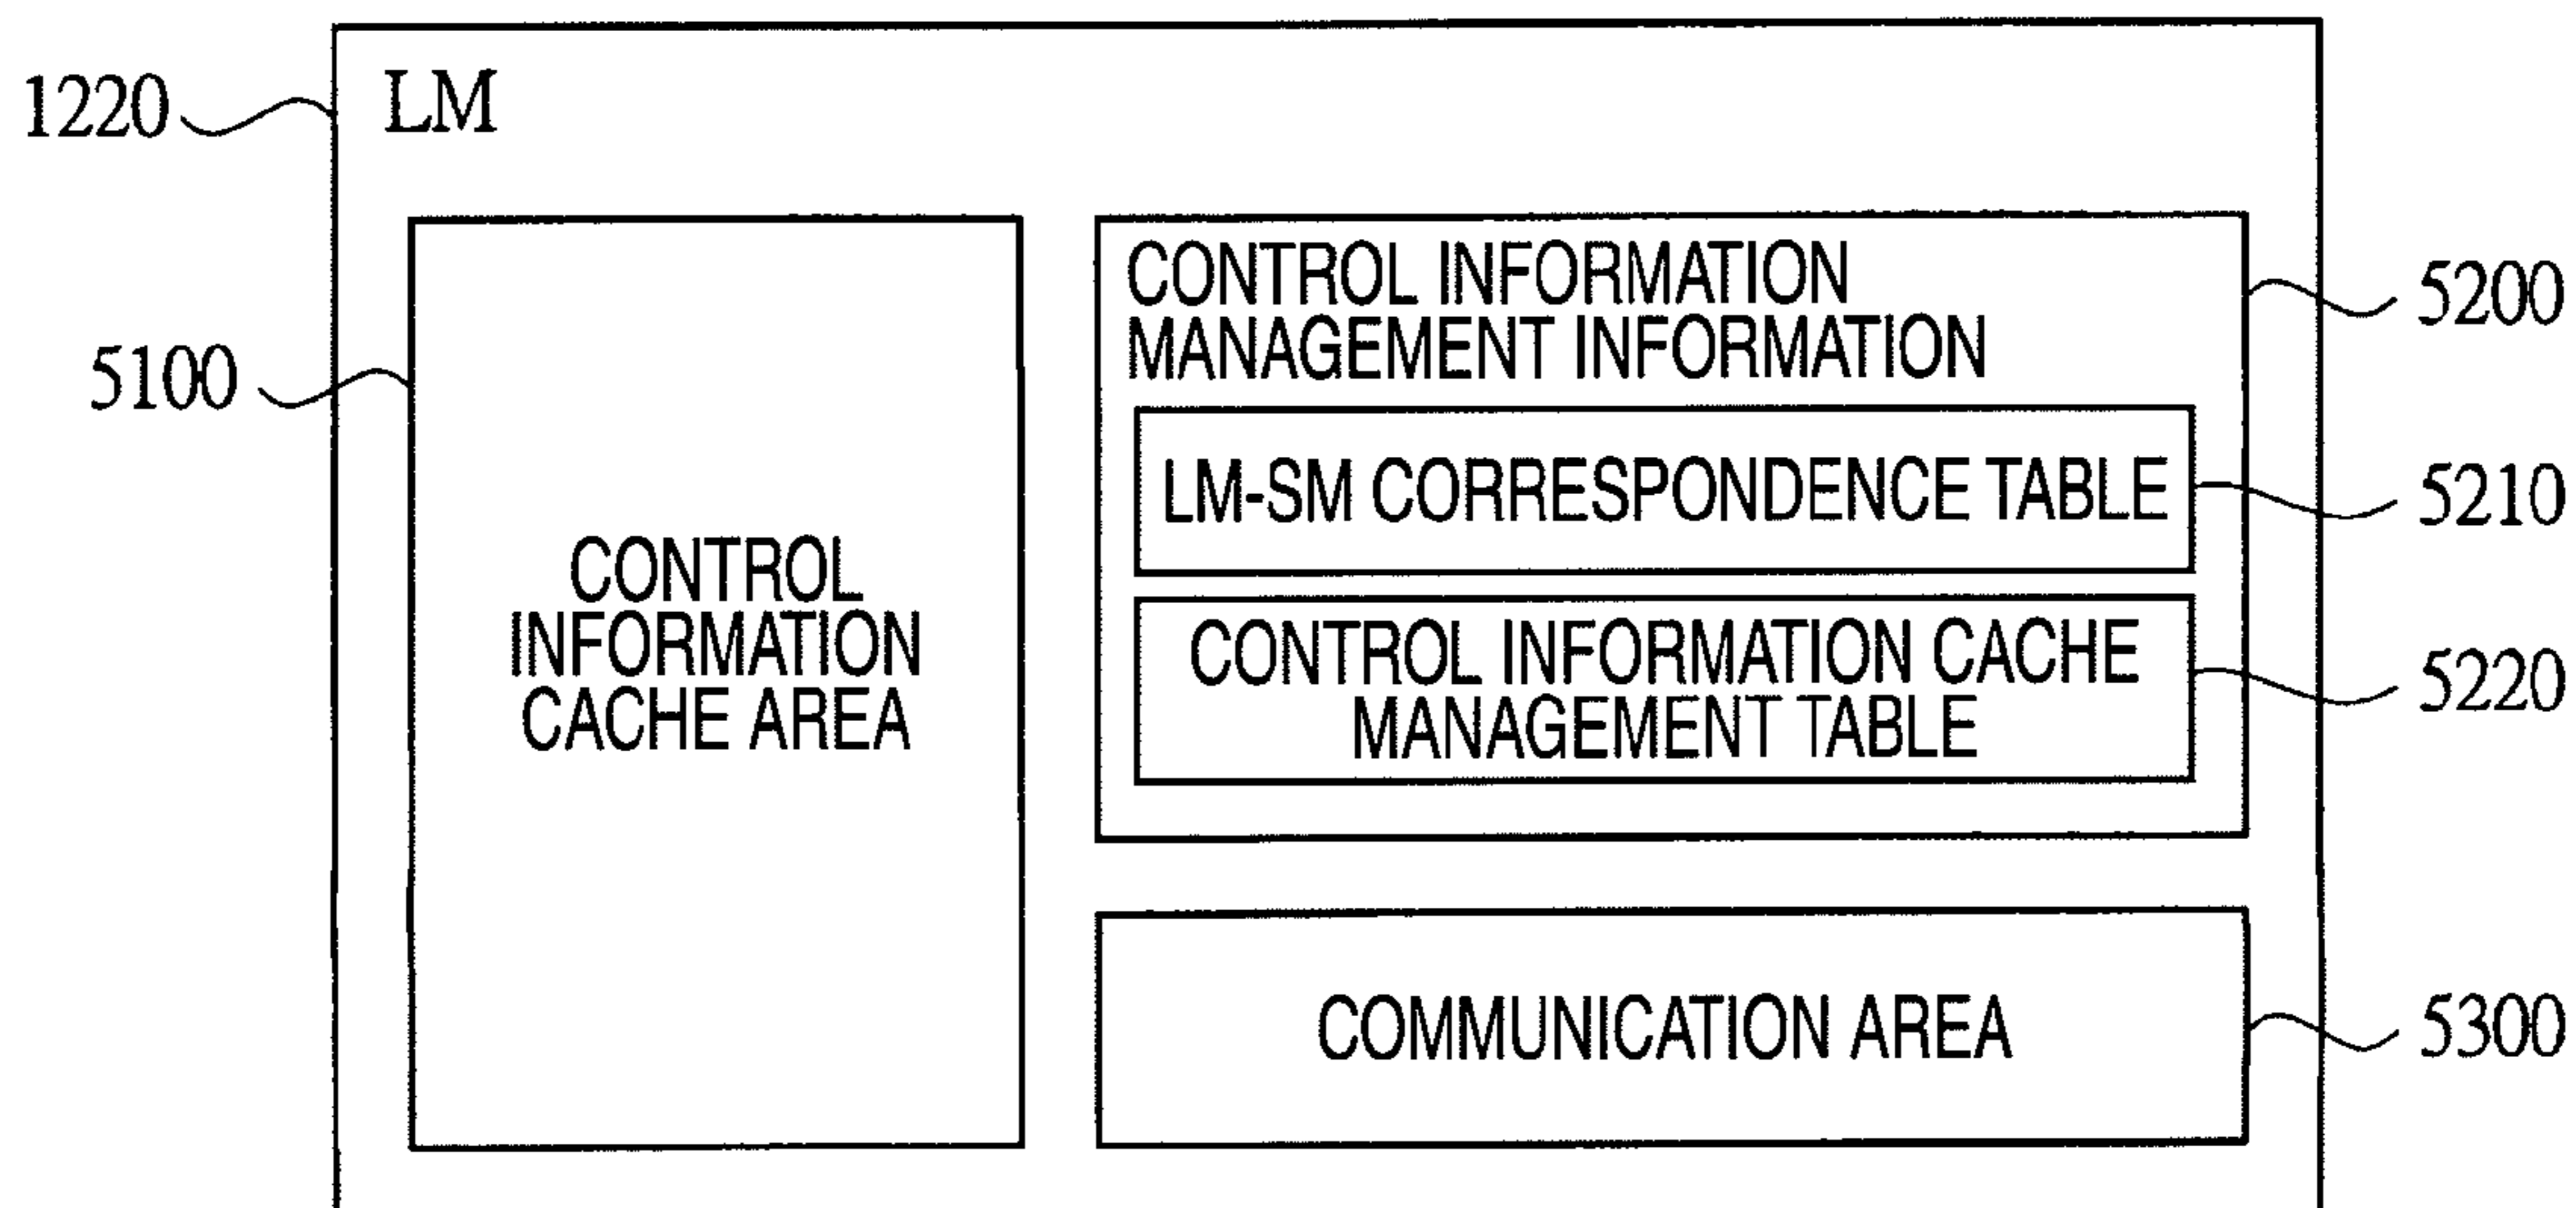 1220
LM
5100
CONTROL
INFORMATION
CACHE AREA
CONTROL INFORMATION
MANAGEMENT INFORMATION
5200
LM-SM CORRESPONDENCE TABLE
5210
CONTROL INFORMATION CACHE
MANAGEMENT TABLE
5220
COMMUNICATION AREA
5300